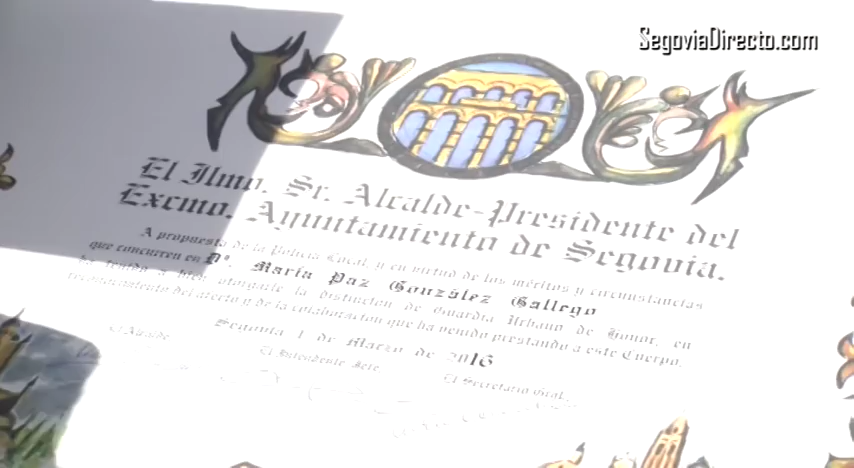 SegoviaDirecto.com
El Ilmo. Sr. Alcalde-Presidente del
Excmo. Ayuntamiento de Segovia.
A propuesta de la Policía Local y en virtud de los méritos y circunstancias
que concurren en Dª. María Paz González Gallego
ha tenido a bien otorgarle la distinción de Guardia Urbano de Honor, en
reconocimiento del afecto y de la colaboración que ha venido prestando a este Cuerpo.
Segovia 1 de Marzo de 2016
El Alcalde
El Intendente Jefe
El Secretario Gral.